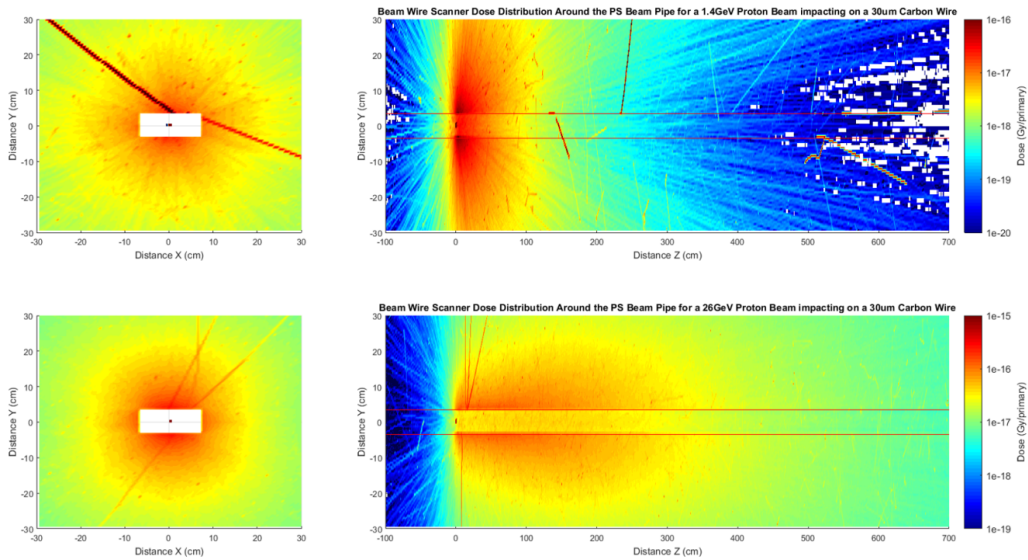 Beam Wire Scanner Dose Distribution Around the PS Beam Pipe for a 1.4GeV Proton Beam impacting on a 30um Carbon Wire
30
20
10
0
-10
-20
-30
Distance Y (cm)
-30
-20
-10
0
10
20
30
Distance X (cm)
30
20
10
0
-10
-20
-30
Distance Y (cm)
-100
0
100
200
300
400
500
600
700
Distance Z (cm)
1e-16
1e-17
1e-18
1e-19
1e-20
Dose (Gy/primary)
Beam Wire Scanner Dose Distribution Around the PS Beam Pipe for a 26GeV Proton Beam impacting on a 30um Carbon Wire
30
20
10
0
-10
-20
-30
Distance Y (cm)
-30
-20
-10
0
10
20
30
Distance X (cm)
30
20
10
0
-10
-20
-30
Distance Y (cm)
-100
0
100
200
300
400
500
600
700
Distance Z (cm)
1e-15
1e-16
1e-17
1e-18
1e-19
Dose (Gy/primary)